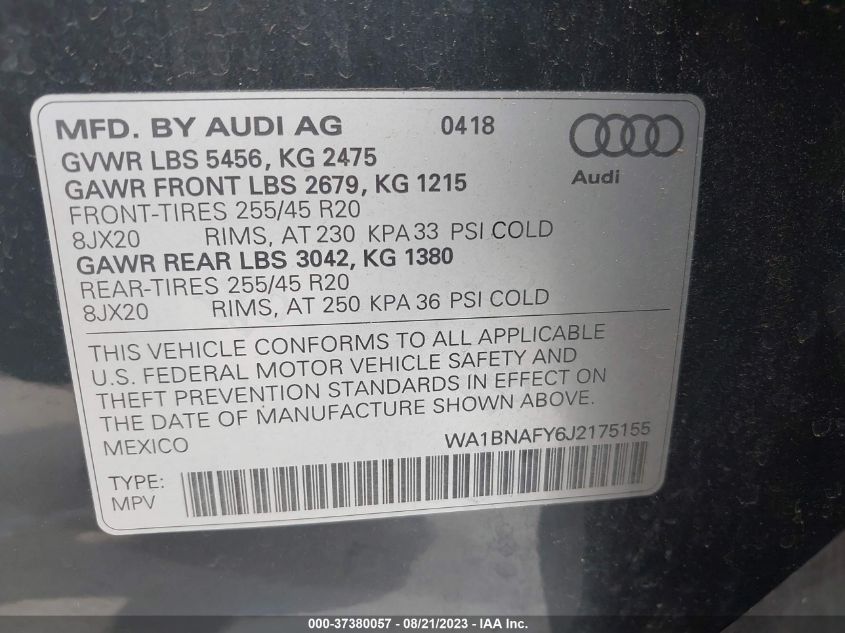 MFD. BY AUDI AG 0418
GVWR LBS 5456, KG 2475
Audi
GAWR FRONT LBS 2679, KG 1215
FRONT-TIRES 255/45 R20
8JX20 RIMS, AT 230 KPA 33 PSI COLD
GAWR REAR LBS 3042, KG 1380
REAR-TIRES 255/45 R20
8JX20 RIMS, AT 250 KPA 36 PSI COLD
THIS VEHICLE CONFORMS TO ALL APPLICABLE
U.S. FEDERAL MOTOR VEHICLE SAFETY AND
THEFT PREVENTION STANDARDS IN EFFECT ON
THE DATE OF MANUFACTURE SHOWN ABOVE.
MEXICO WA1BNAFY6J2175155
TYPE:
MPV
000-37380057 - 08/21/2023 - IAA Inc.